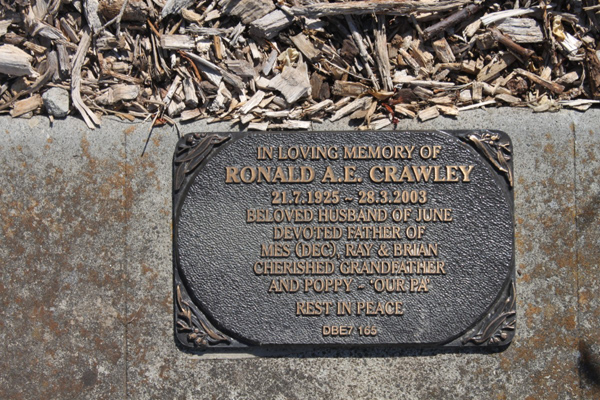 IN LOVING MEMORY OF
RONALD A.E. CRAWLEY
21.7.1925 ~ 28.3.2003
BELOVED HUSBAND OF JUNE
DEVOTED FATHER OF
MES (DEC), RAY & BRIAN
CHERISHED GRANDFATHER
AND POPPY - 'OUR PA'
REST IN PEACE
DBE7 165